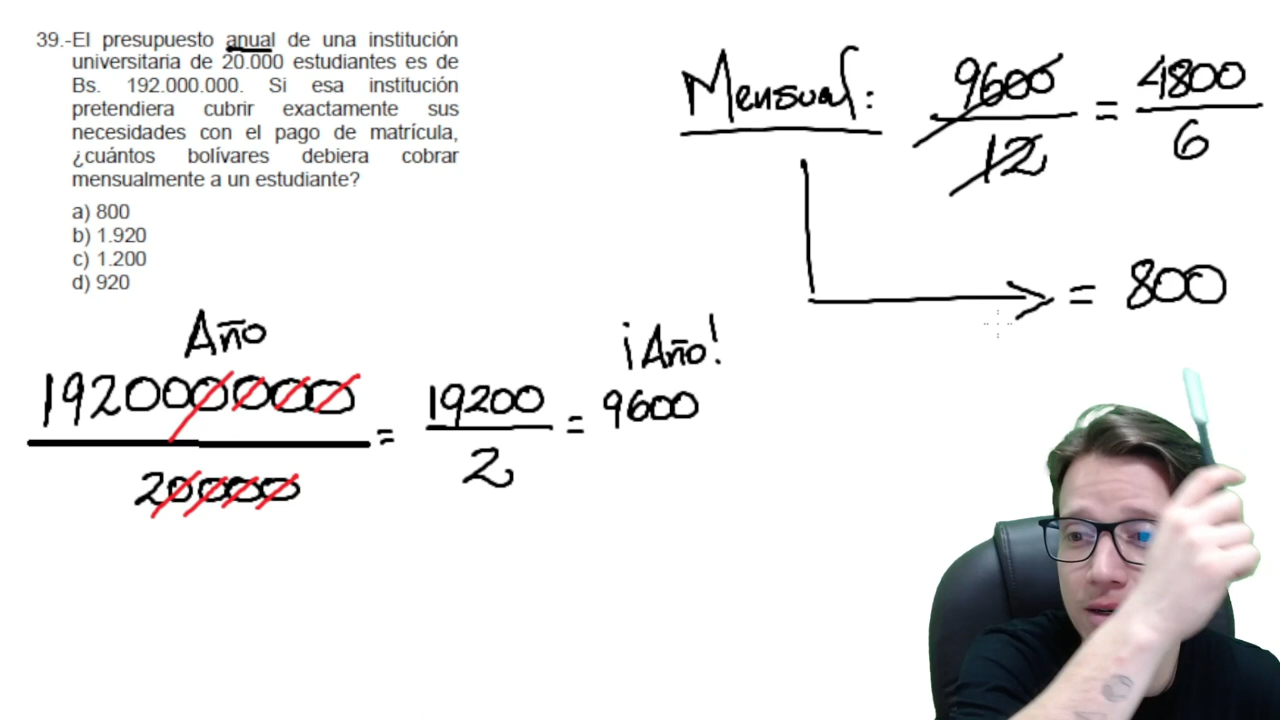 39.-El presupuesto anual de una institución
universitaria de 20.000 estudiantes es de
Bs. 192.000.000. Si esa institución
pretendiera cubrir exactamente sus
necesidades con el pago de matrícula,
¿cuántos bolívares debiera cobrar
mensualmente a un estudiante?
a) 800
b) 1.920
c) 1.200
d) 920
Mensual: 9600/12 = 4800/6
= 800
Año
192000000/20000 = 19200/2 = 9600
¡Año!